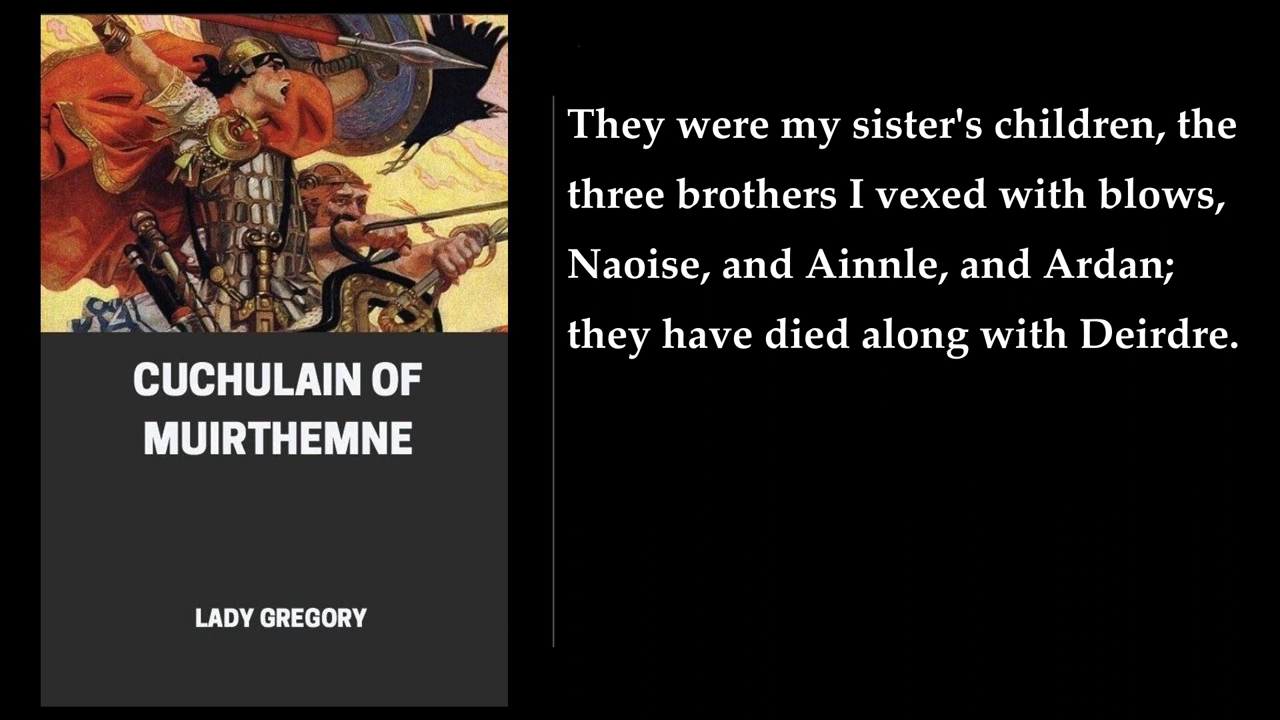 CUCHULAIN OF
MUIRTHEMNE
LADY GREGORY
They were my sister's children, the
three brothers I vexed with blows,
Naoise, and Ainnle, and Ardan;
they have died along with Deirdre.